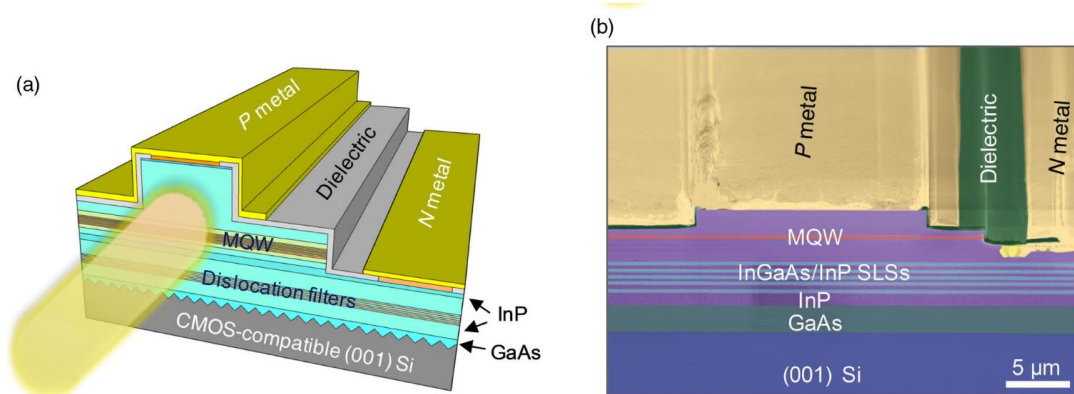 (a)
P metal
Dielectric
N metal
MQW
Dislocation filters
InP
GaAs
CMOS-compatible (001) Si
(b)
P metal
Dielectric
N metal
MQW
InGaAs/InP SLSs
InP
GaAs
(001) Si
5 μm